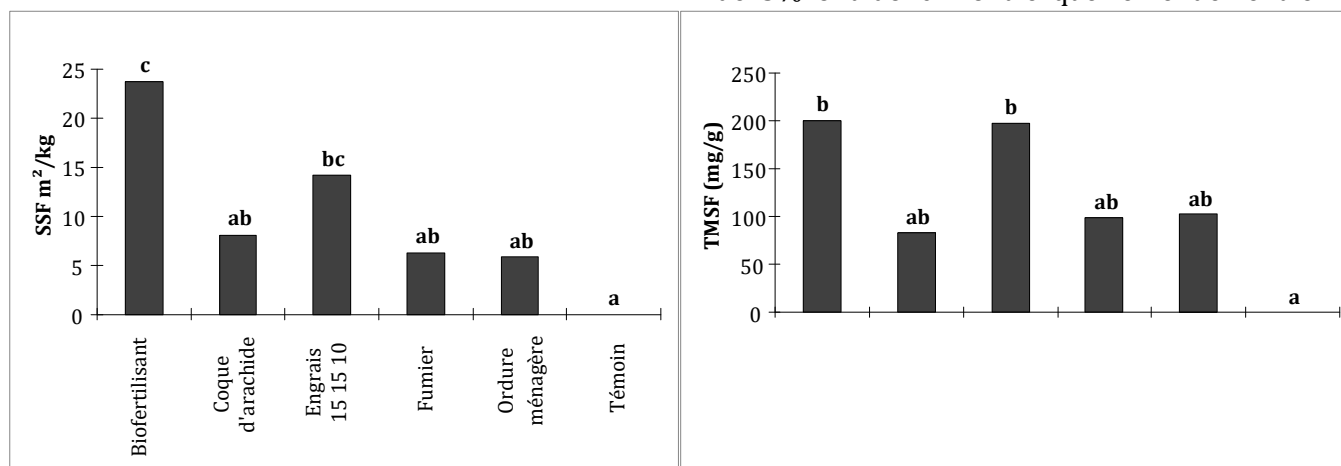 25
20
15
10
5
0
SSF m²/kg
c
ab
bc
ab
ab
a
Biofertilisant
Coque
d'arachide
Engrais
15 15 10
Fumier
Ordure
ménagère
Témoin
250
200
150
100
50
0
TMSF (mg/g)
b
ab
b
ab
ab
a